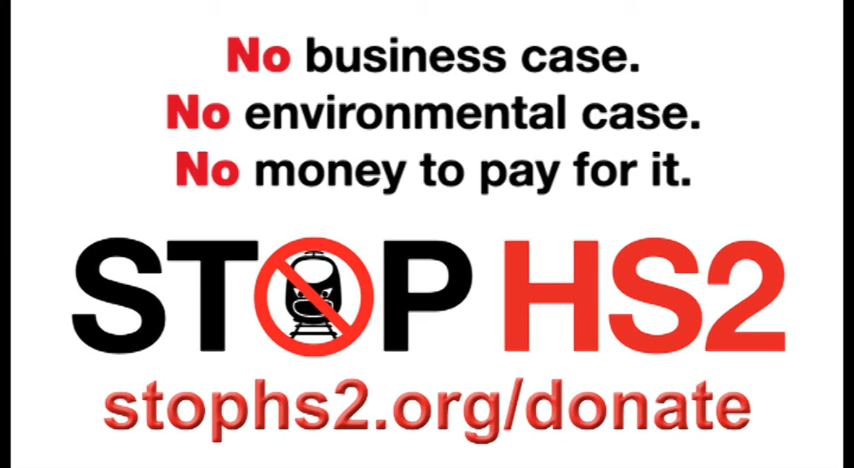 No business case.
No environmental case.
No money to pay for it.
STOP HS2
stophs2.org/donate